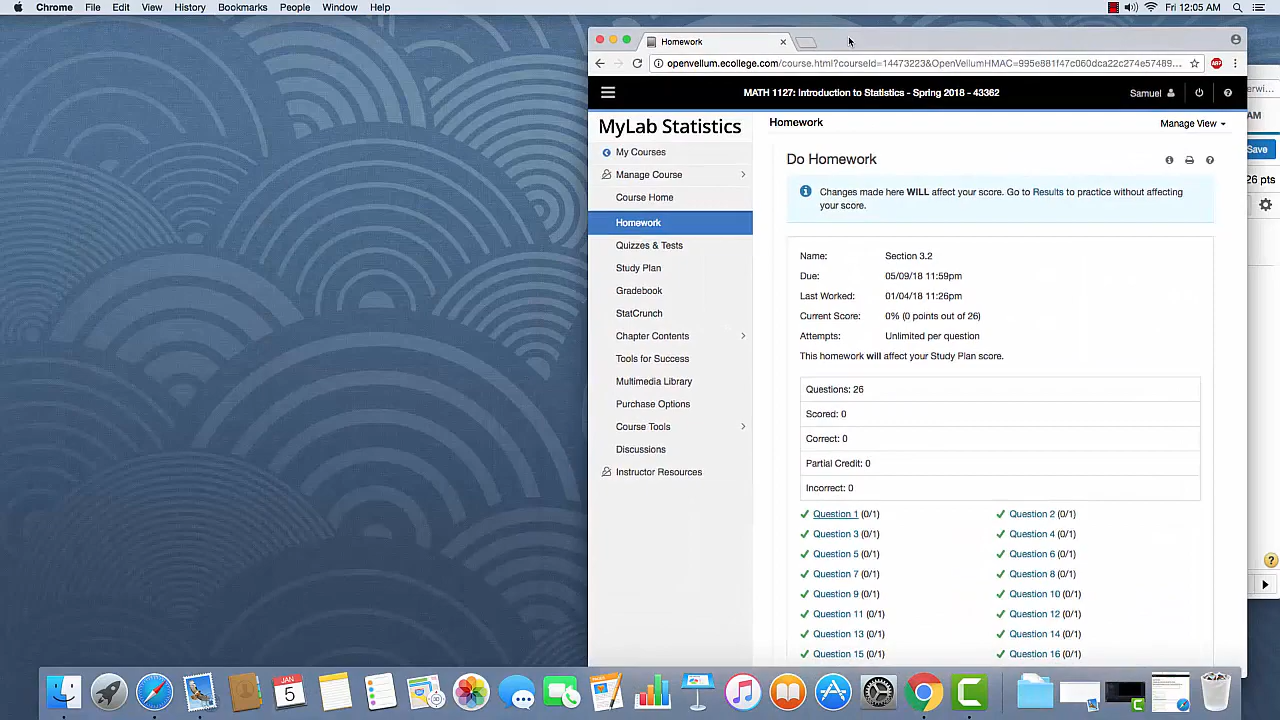 Chrome File Edit View History Bookmarks People Window Help Fri 12:05 AM
Homework
openvellum.ecollege.com/course.html?courseId=14473223&OpenVellumHMAC=995e881f47c060dca22c274e57489...
MATH 1127: Introduction to Statistics - Spring 2018 - 43362 Samuel
MyLab Statistics
My Courses
Manage Course
Course Home
Homework
Quizzes & Tests
Study Plan
Gradebook
StatCrunch
Chapter Contents
Tools for Success
Multimedia Library
Purchase Options
Course Tools
Discussions
Instructor Resources
Homework Manage View
Do Homework
Changes made here WILL affect your score. Go to Results to practice without affecting
your score.
Name: Section 3.2
Due: 05/09/18 11:59pm
Last Worked: 01/04/18 11:26pm
Current Score: 0% (0 points out of 26)
Attempts: Unlimited per question
This homework will affect your Study Plan score.
Questions: 26
Scored: 0
Correct: 0
Partial Credit: 0
Incorrect: 0
Question 1 (0/1) Question 2 (0/1)
Question 3 (0/1) Question 4 (0/1)
Question 5 (0/1) Question 6 (0/1)
Question 7 (0/1) Question 8 (0/1)
Question 9 (0/1) Question 10 (0/1)
Question 11 (0/1) Question 12 (0/1)
Question 13 (0/1) Question 14 (0/1)
Question 15 (0/1) Question 16 (0/1)
erwi...
AM
Save
26 pts
JAN
5